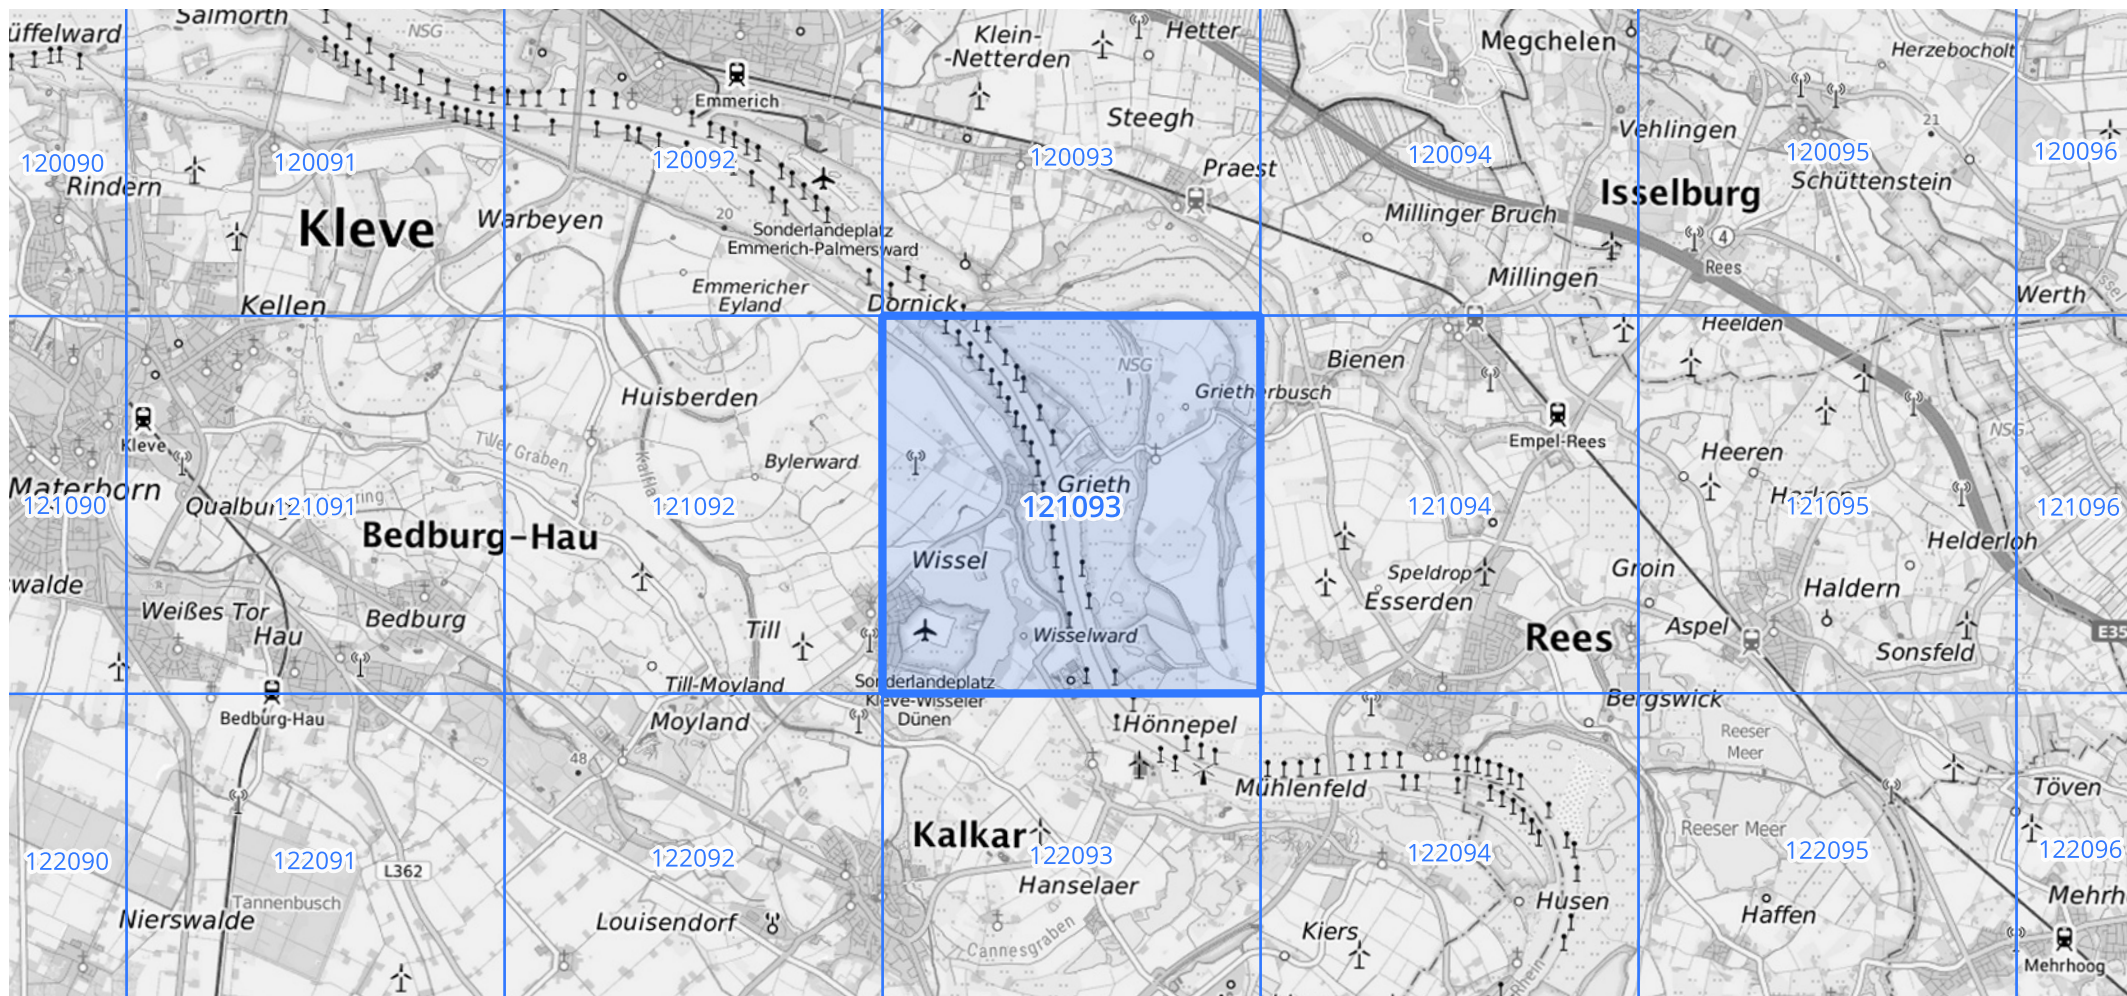 Salmorth
NSG
üffelward
Klein-
-Netterden
Hetter
Megchelen
Herzebocholt
Emmerich
Steegh
Vehlingen
21
120090
120091
120092
120093
120094
120095
120096
Rindern
Praest
Isselburg
Schüttenstein
Kleve
Warbeyen
20
Sonderlandeplatz
Emmerich-Palmersward
Millinger Bruch
4
Rees
Kellen
Emmericher
Eyland
Dornick
Millingen
Werth
Heelden
Bienen
NSG
Huisberden
Grietherbusch
Kleve
Tiller Graben
Empel-Rees
NSG
Heeren
Bylerward
Kalfla
Materborn
Grieth
Qualburg
ring
121090
121091
121092
121093
121094
121095
121096
Bedburg-Hau
Wissel
Helderloh
swalde
Speldrop
Groin
Esserden
Haldern
Weißes Tor
Hau
Bedburg
Till
Wisselward
Rees
Aspel
E35
Sonsfeld
Till-Moyland
Sonderlandeplatz
Kleve-Wisseler
Dünen
Bergswick
Bedburg-Hau
Moyland
Hönnepel
Reeser
Meer
48
Mühlenfeld
Töven
Kalkar
Reeser Meer
122090
122091
122092
122093
122094
122095
122096
L362
Hanselaer
Tannenbusch
Husen
Mehrh
Nierswalde
Louisendorf
Haffen
Cannesgraben
Kiers
Mehrhoog
Rhein